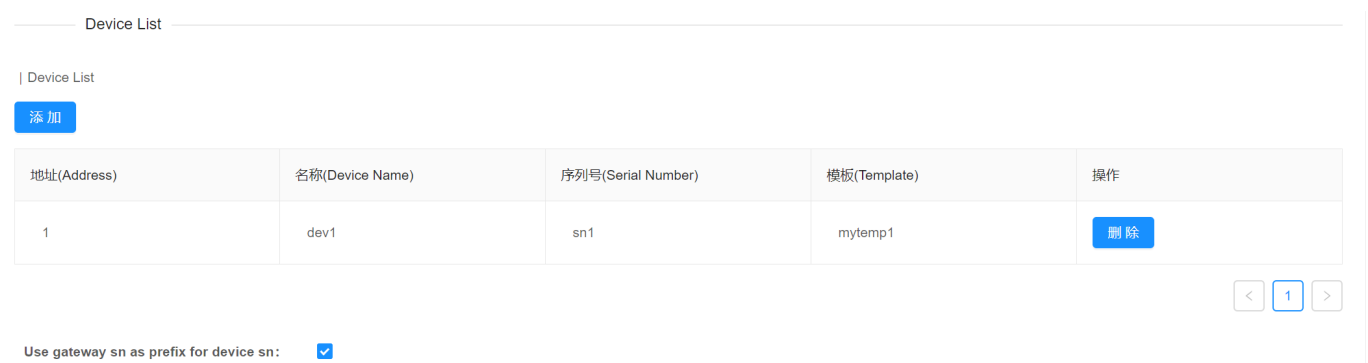 Device List
| Device List
添 加
地址(Address) 名称(Device Name) 序列号(Serial Number) 模板(Template) 操作
1 dev1 sn1 mytemp1 删 除
< 1 >
Use gateway sn as prefix for device sn: